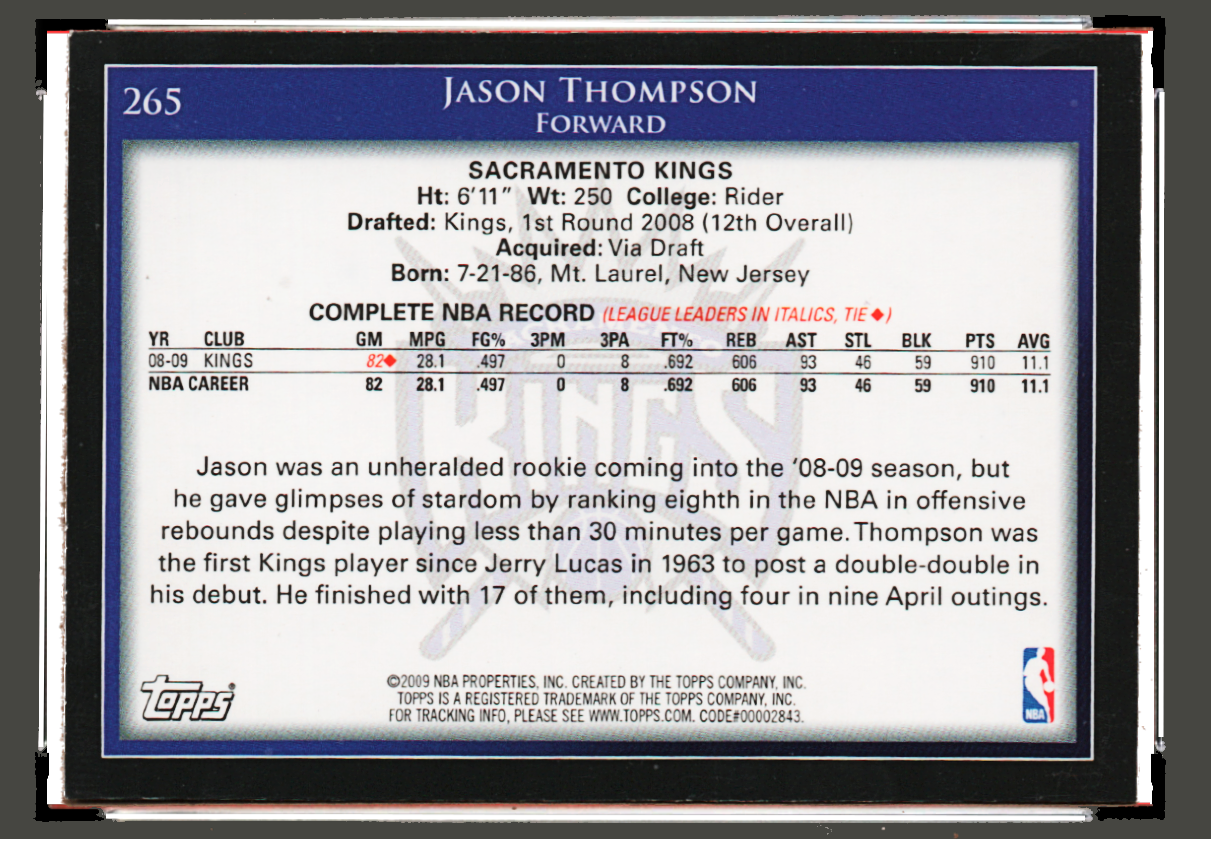 265
JASON THOMPSON
FORWARD
SACRAMENTO KINGS
Ht: 6'11" Wt: 250 College: Rider
Drafted: Kings, 1st Round 2008 (12th Overall)
Acquired: Via Draft
Born: 7-21-86, Mt. Laurel, New Jersey
COMPLETE NBA RECORD (LEAGUE LEADERS IN ITALICS, TIE ♦)
YR CLUB GM MPG FG% 3PM 3PA FT% REB AST STL BLK PTS AVG
08-09 KINGS 82♦ 28.1 .497 0 8 .692 606 93 46 59 910 11.1
NBA CAREER 82 28.1 .497 0 8 .692 606 93 46 59 910 11.1
SACRAMENTO
KINGS
Jason was an unheralded rookie coming into the '08-09 season, but
he gave glimpses of stardom by ranking eighth in the NBA in offensive
rebounds despite playing less than 30 minutes per game. Thompson was
the first Kings player since Jerry Lucas in 1963 to post a double-double in
his debut. He finished with 17 of them, including four in nine April outings.
Topps®
©2009 NBA PROPERTIES, INC. CREATED BY THE TOPPS COMPANY, INC.
TOPPS IS A REGISTERED TRADEMARK OF THE TOPPS COMPANY, INC.
FOR TRACKING INFO, PLEASE SEE WWW.TOPPS.COM. CODE#00002843.
NBA